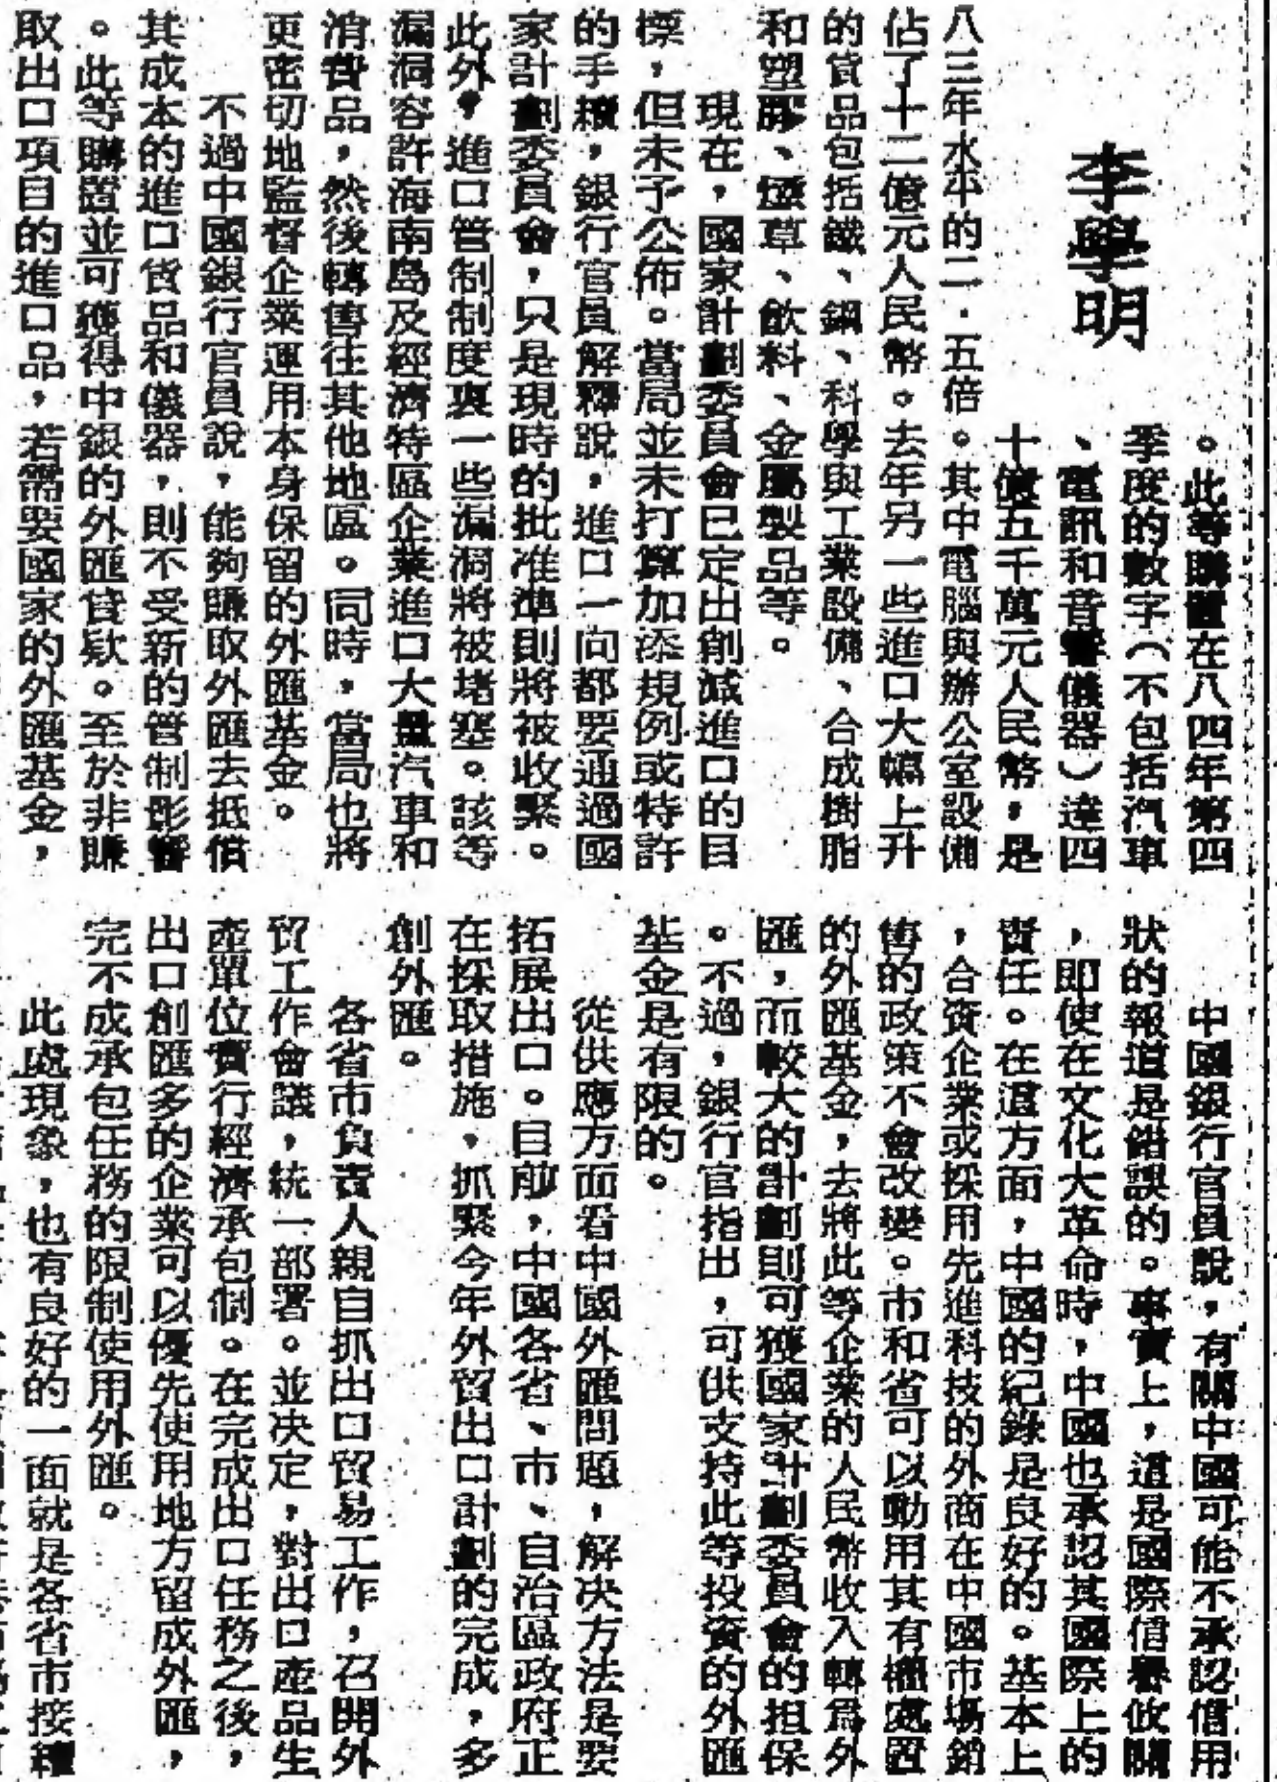 李學明
。此等購置在八四年第四
季度的數字（不包括汽車
、電訊和音響儀器）達四
十億五千萬元人民幣，是
八三年水平的二．五倍。其中電腦與辦公室設備
佔了十二億元人民幣。去年另一些進口大幅上升
的貨品包括鐵、鋼、科學與工業設備、合成樹脂
和塑膠、煙草、飲料、金屬製品等。
現在，國家計劃委員會已定出削減進口的目
標，但未予公佈。當局並未打算加添規例或特許
的手續，銀行官員解釋說，進口一向都要通過國
家計劃委員會，只是現時的批准準則將被收緊。
此外，進口管制制度裏一些漏洞將被堵塞。該等
漏洞容許海南島及經濟特區企業進口大量汽車和
消費品，然後轉售往其他地區。同時，當局也將
更密切地監督企業運用本身保留的外匯基金。
不過中國銀行官員說，能夠賺取外匯去抵償
其成本的進口貨品和儀器，則不受新的管制影響
。此等購置並可獲得中銀的外匯貸款。至於非賺
取出口項目的進口品，若需要國家的外匯基金，
中國銀行官員說，有關中國可能不承認信用
狀的報道是錯誤的。事實上，這是國際信譽攸關
，即使在文化大革命時，中國也承認其國際上的
責任。在這方面，中國的紀錄是良好的。基本上
，合資企業或採用先進科技的外商在中國市場銷
售的政策不會改變。市和省可以動用其有權處置
的外匯基金，去將此等企業的人民幣收入轉為外
匯，而較大的計劃則可獲國家計劃委員會的担保
。不過，銀行官指出，可供支持此等投資的外匯
基金是有限的。
從供應方面看中國外匯問題，解决方法是要
拓展出口。目前，中國各省、市、自治區政府正
在採取措施，抓緊今年外貿出口計劃的完成，多
創外匯。
各省市負責人親自抓出口貿易工作，召開外
貿工作會議，統一部署。並决定，對出口產品生
產單位實行經濟承包制。在完成出口任務之後，
出口創匯多的企業可以優先使用地方留成外匯，
完不成承包任務的限制使用外匯。
此處現象，也有良好的一面就是各省市接糧